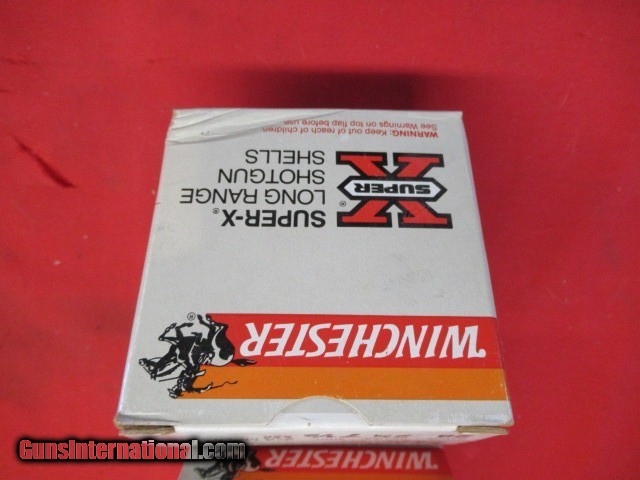 WARNING: Keep out of reach of children
See Warnings on top flap before use
X
SUPER ®
SUPER-X®
LONG RANGE
SHOTGUN
SHELLS
WINCHESTER
®
WINCHESTER
GunsInternational.com